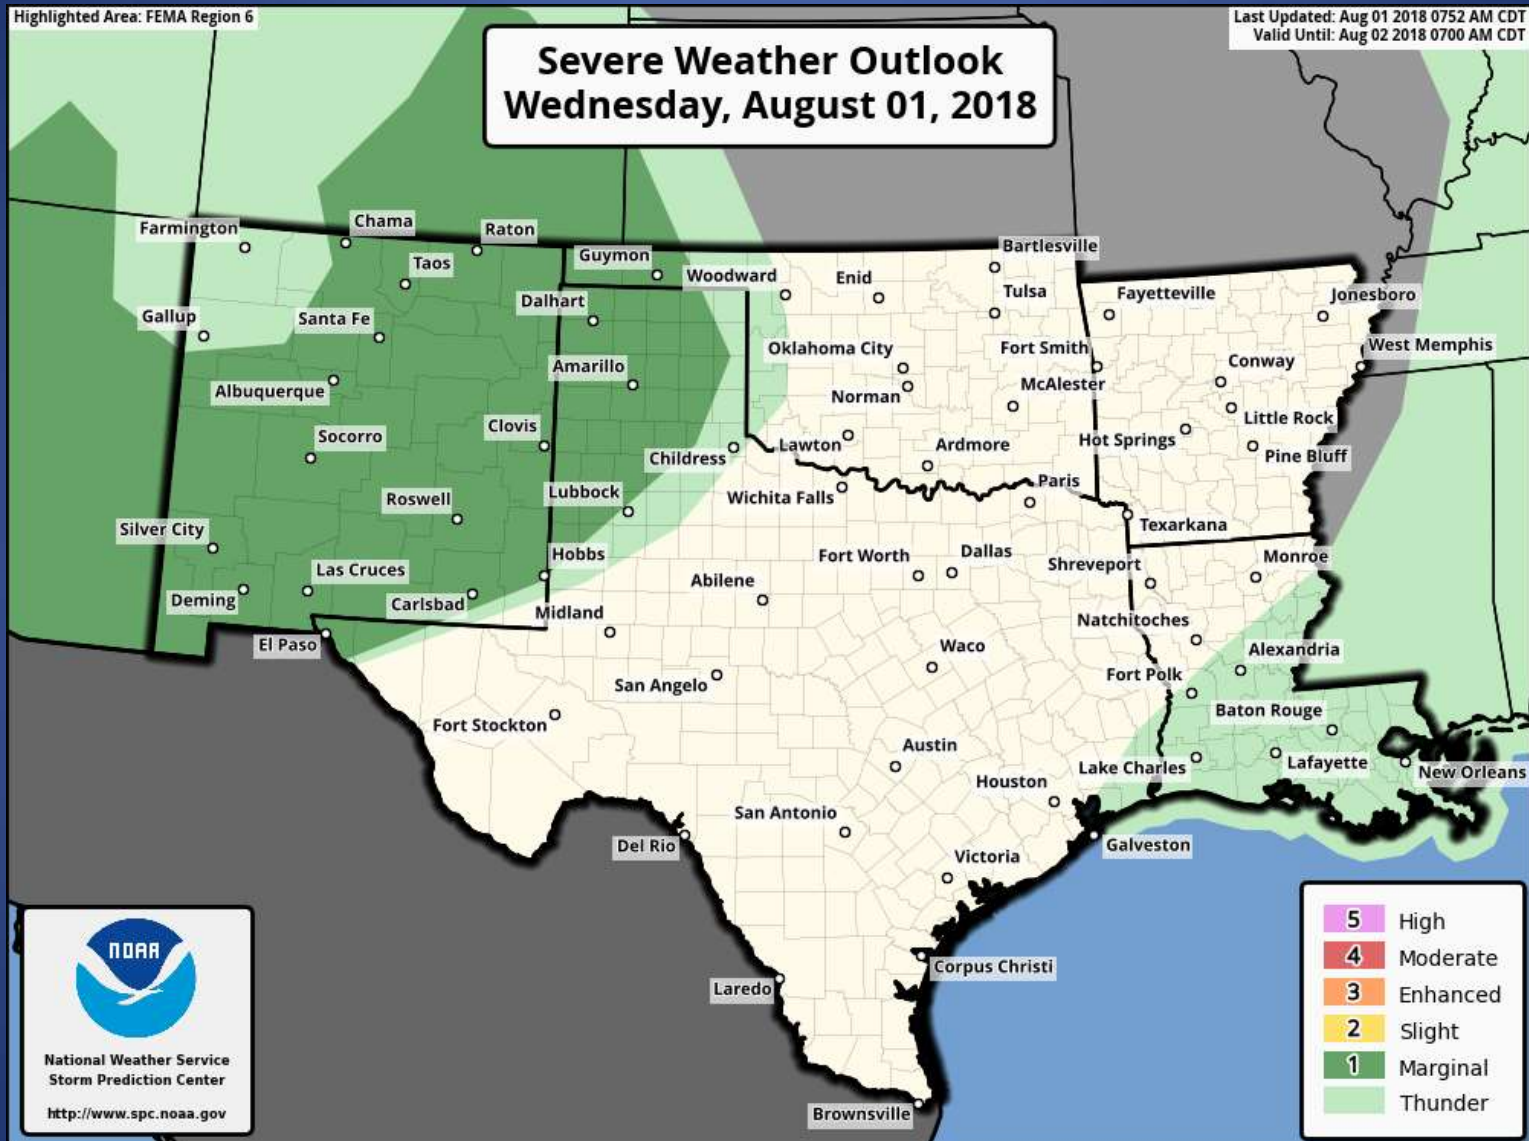 Highlighted Area: FEMA Region 6
Last Updated: Aug 01 2018 0752 AM CDT
Valid Until: Aug 02 2018 0700 AM CDT
Severe Weather Outlook
Wednesday, August 01, 2018
Farmington
Chama
Raton
Taos
Guymon
Woodward
Enid
Bartlesville
Tulsa
Fayetteville
Jonesboro
Gallup
Santa Fe
Dalhart
Oklahoma City
Fort Smith
West Memphis
Albuquerque
Amarillo
Norman
McAlester
Conway
Little Rock
Socorro
Clovis
Childress
Lawton
Ardmore
Hot Springs
Pine Bluff
Roswell
Lubbock
Wichita Falls
Paris
Texarkana
Silver City
Hobbs
Fort Worth
Dallas
Shreveport
Monroe
Las Cruces
Deming
Carlsbad
Abilene
Midland
Natchitoches
El Paso
Waco
Alexandria
San Angelo
Fort Polk
Fort Stockton
Baton Rouge
Austin
Lake Charles
Lafayette
New Orleans
Houston
San Antonio
Del Rio
Galveston
Victoria
Corpus Christi
Laredo
Brownsville
NOAA
National Weather Service
Storm Prediction Center
http://www.spc.noaa.gov
5 High
4 Moderate
3 Enhanced
2 Slight
1 Marginal
Thunder